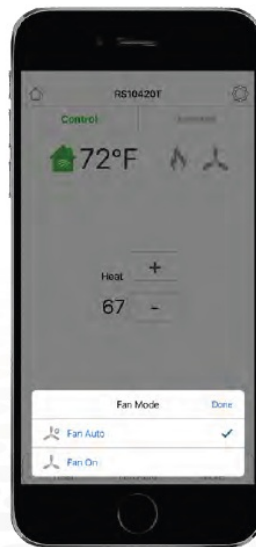 RS10420T
Control
72°F
Heat +
67 -
Fan Mode Done
Fan Auto
Fan On